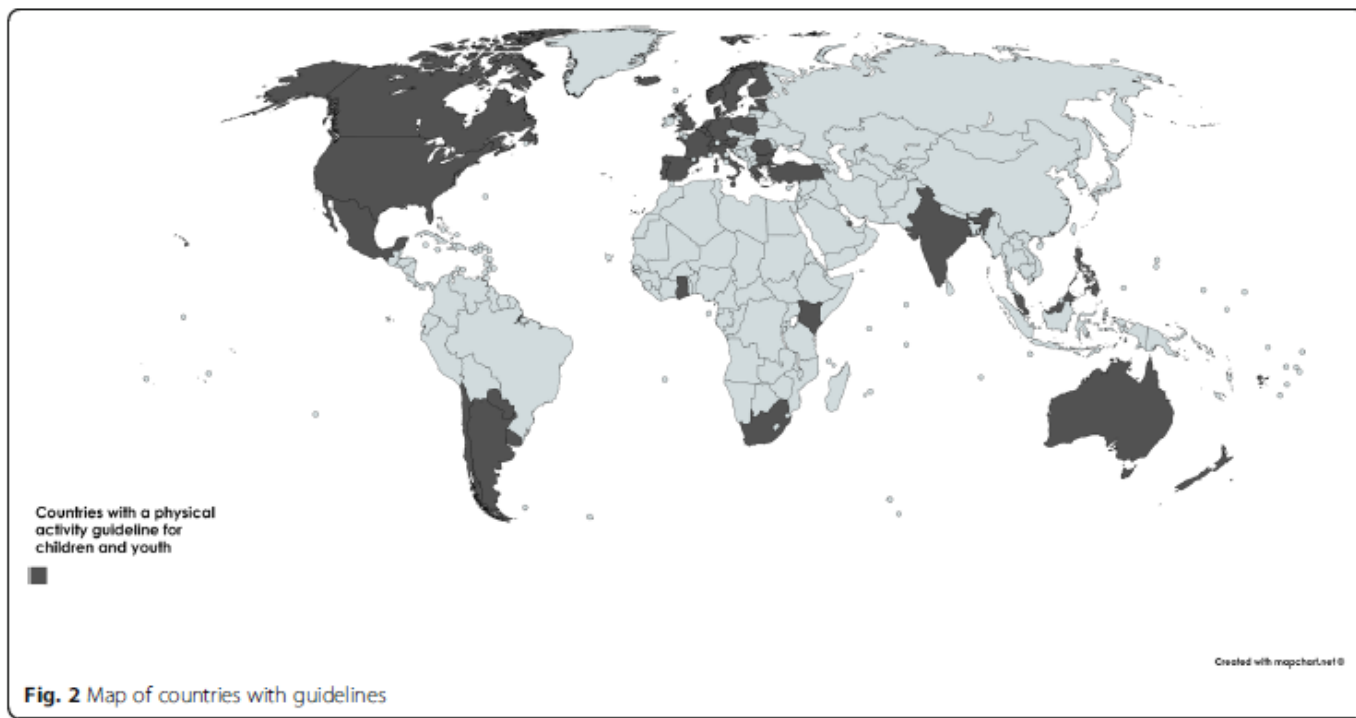 Countries with a physical
activity guideline for
children and youth
Created with mapchart.net ©
Fig. 2 Map of countries with guidelines